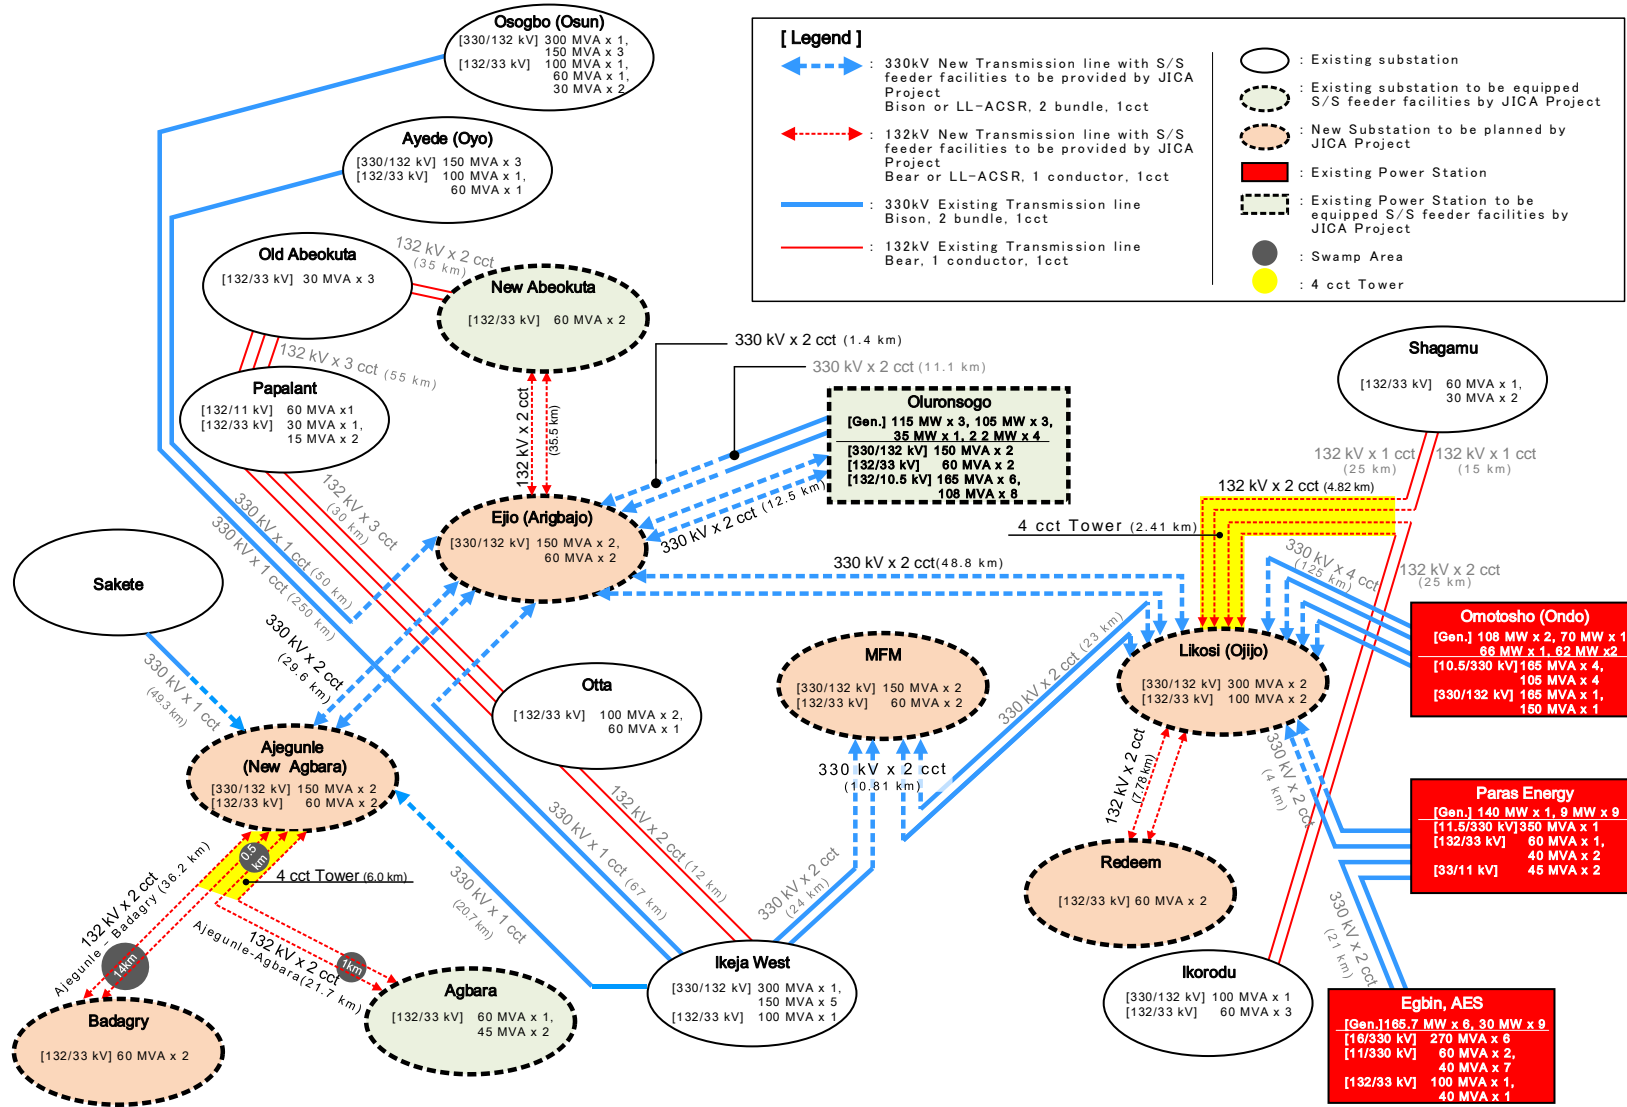 Osogbo (Osun)
[330/132 kV] 300 MVA x 1,
150 MVA x 3
[132/33 kV] 100 MVA x 1,
60 MVA x 1,
30 MVA x 2
Ayede (Oyo)
[330/132 kV] 150 MVA x 3
[132/33 kV] 100 MVA x 1,
60 MVA x 1
Old Abeokuta
[132/33 kV] 30 MVA x 3
132 kV x 2 cct
(35 km)
New Abeokuta
[132/33 kV] 60 MVA x 2
132 kV x 3 cct (55 km)
Papalant
[132/11 kV] 60 MVA x1
[132/33 kV] 30 MVA x 1,
15 MVA x 2
[ Legend ]
: 330kV New Transmission line with S/S
feeder facilities to be provided by JICA
Project
Bison or LL-ACSR, 2 bundle, 1cct
: 132kV New Transmission line with S/S
feeder facilities to be provided by JICA
Project
Bear or LL-ACSR, 1 conductor, 1cct
: 330kV Existing Transmission line
Bison, 2 bundle, 1cct
: 132kV Existing Transmission line
Bear, 1 conductor, 1cct
: Existing substation
: Existing substation to be equipped
S/S feeder facilities by JICA Project
: New Substation to be planned by
JICA Project
: Existing Power Station
: Existing Power Station to be
equipped S/S feeder facilities by
JICA Project
: Swamp Area
: 4 cct Tower
330 kV x 2 cct (1.4 km)
330 kV x 2 cct (11.1 km)
132 kV x 2 cct
(35.5 km)
Oluronsogo
[Gen.] 115 MW x 3, 105 MW x 3,
35 MW x 1, 2 2 MW x 4
[330/132 kV] 150 MVA x 2
[132/33 kV] 60 MVA x 2
[132/10.5 kV] 165 MVA x 6,
108 MVA x 8
330 kV x 2 cct (12.5 km)
Ejio (Arigbajo)
[330/132 kV] 150 MVA x 2,
60 MVA x 2
Shagamu
[132/33 kV] 60 MVA x 1,
30 MVA x 2
132 kV x 1 cct
(25 km)
132 kV x 1 cct
(15 km)
132 kV x 2 cct (4.82 km)
4 cct Tower (2.41 km)
330 kV x 4 cct
(125 km)
132 kV x 2 cct
(25 km)
330 kV x 2 cct(48.8 km)
132 kV x 3 cct
(30 km)
330 kV x 1 cct (50 km)
330 kV x 1 cct (250 km)
Sakete
330 kV x 1 cct
(49.3 km)
330 kV x 2 cct
(29.6 km)
Omotosho (Ondo)
[Gen.] 108 MW x 2, 70 MW x 1
66 MW x 1, 62 MW x2
[10.5/330 kV]165 MVA x 4,
105 MVA x 4
[330/132 kV] 165 MVA x 1,
150 MVA x 1
Likosi (Ojijo)
[330/132 kV] 300 MVA x 2
[132/33 kV] 100 MVA x 2
MFM
[330/132 kV] 150 MVA x 2
[132/33 kV] 60 MVA x 2
330 kV x 2 cct (23 km)
Otta
[132/33 kV] 100 MVA x 2,
60 MVA x 1
Ajegunle
(New Agbara)
[330/132 kV] 150 MVA x 2
[132/33 kV] 60 MVA x 2
330 kV x 2 cct
(10.81 km)
132 kV x 2 cct
(7.78 km)
330 kV x 2 cct
(4 km)
Paras Energy
[Gen.] 140 MW x 1, 9 MW x 9
[11.5/330 kV]350 MVA x 1
[132/33 kV] 60 MVA x 1,
40 MVA x 2
[33/11 kV] 45 MVA x 2
Redeem
[132/33 kV] 60 MVA x 2
0.5
km
4 cct Tower (6.0 km)
132 kV x 2 cct
Ajegunle – Badagry (36.2 km)
14km
132 kV x 2 cct
Ajegunle-Agbara(21.7 km)
1km
330 kV x 1 cct
(20.7 km)
330 kV x 1 cct (67 km)
132 kV x 2 cct (12 km)
330 kV x 2 cct
(24 km)
330 kV x 2 cct
(21 km)
Ikeja West
[330/132 kV] 300 MVA x 1,
150 MVA x 5
[132/33 kV] 100 MVA x 1
Ikorodu
[330/132 kV] 100 MVA x 1
[132/33 kV] 60 MVA x 3
Agbara
[132/33 kV] 60 MVA x 1,
45 MVA x 2
Badagry
[132/33 kV] 60 MVA x 2
Egbin, AES
[Gen.]165.7 MW x 6, 30 MW x 9
[16/330 kV] 270 MVA x 6
[11/330 kV] 60 MVA x 2,
40 MVA x 7
[132/33 kV] 100 MVA x 1,
40 MVA x 1